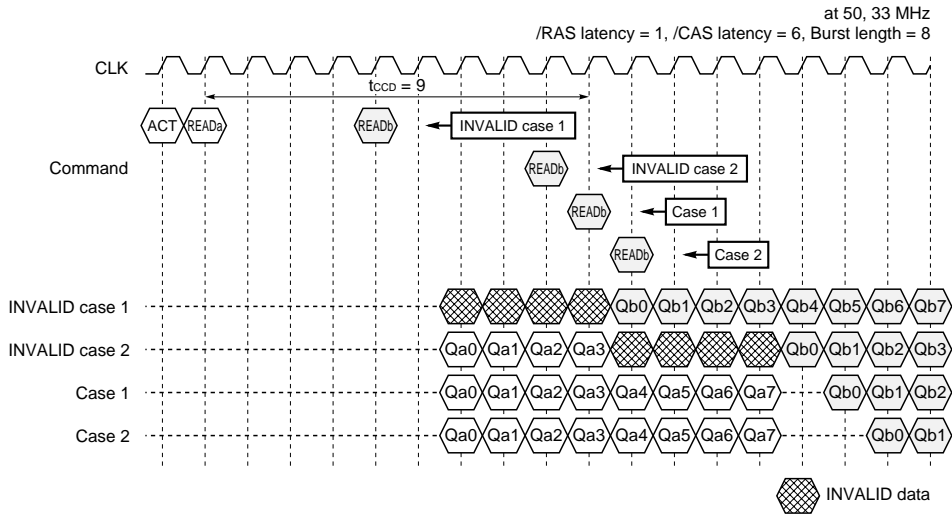 at 50, 33 MHz
/RAS latency = 1, /CAS latency = 6, Burst length = 8
CLK
tCCD = 9
ACT READa READb INVALID case 1
Command READb INVALID case 2
READb Case 1
READb Case 2
INVALID case 1 Qb0 Qb1 Qb2 Qb3 Qb4 Qb5 Qb6 Qb7
INVALID case 2 Qa0 Qa1 Qa2 Qa3 Qb0 Qb1 Qb2 Qb3
Case 1 Qa0 Qa1 Qa2 Qa3 Qa4 Qa5 Qa6 Qa7 Qb0 Qb1 Qb2
Case 2 Qa0 Qa1 Qa2 Qa3 Qa4 Qa5 Qa6 Qa7 Qb0 Qb1
INVALID data